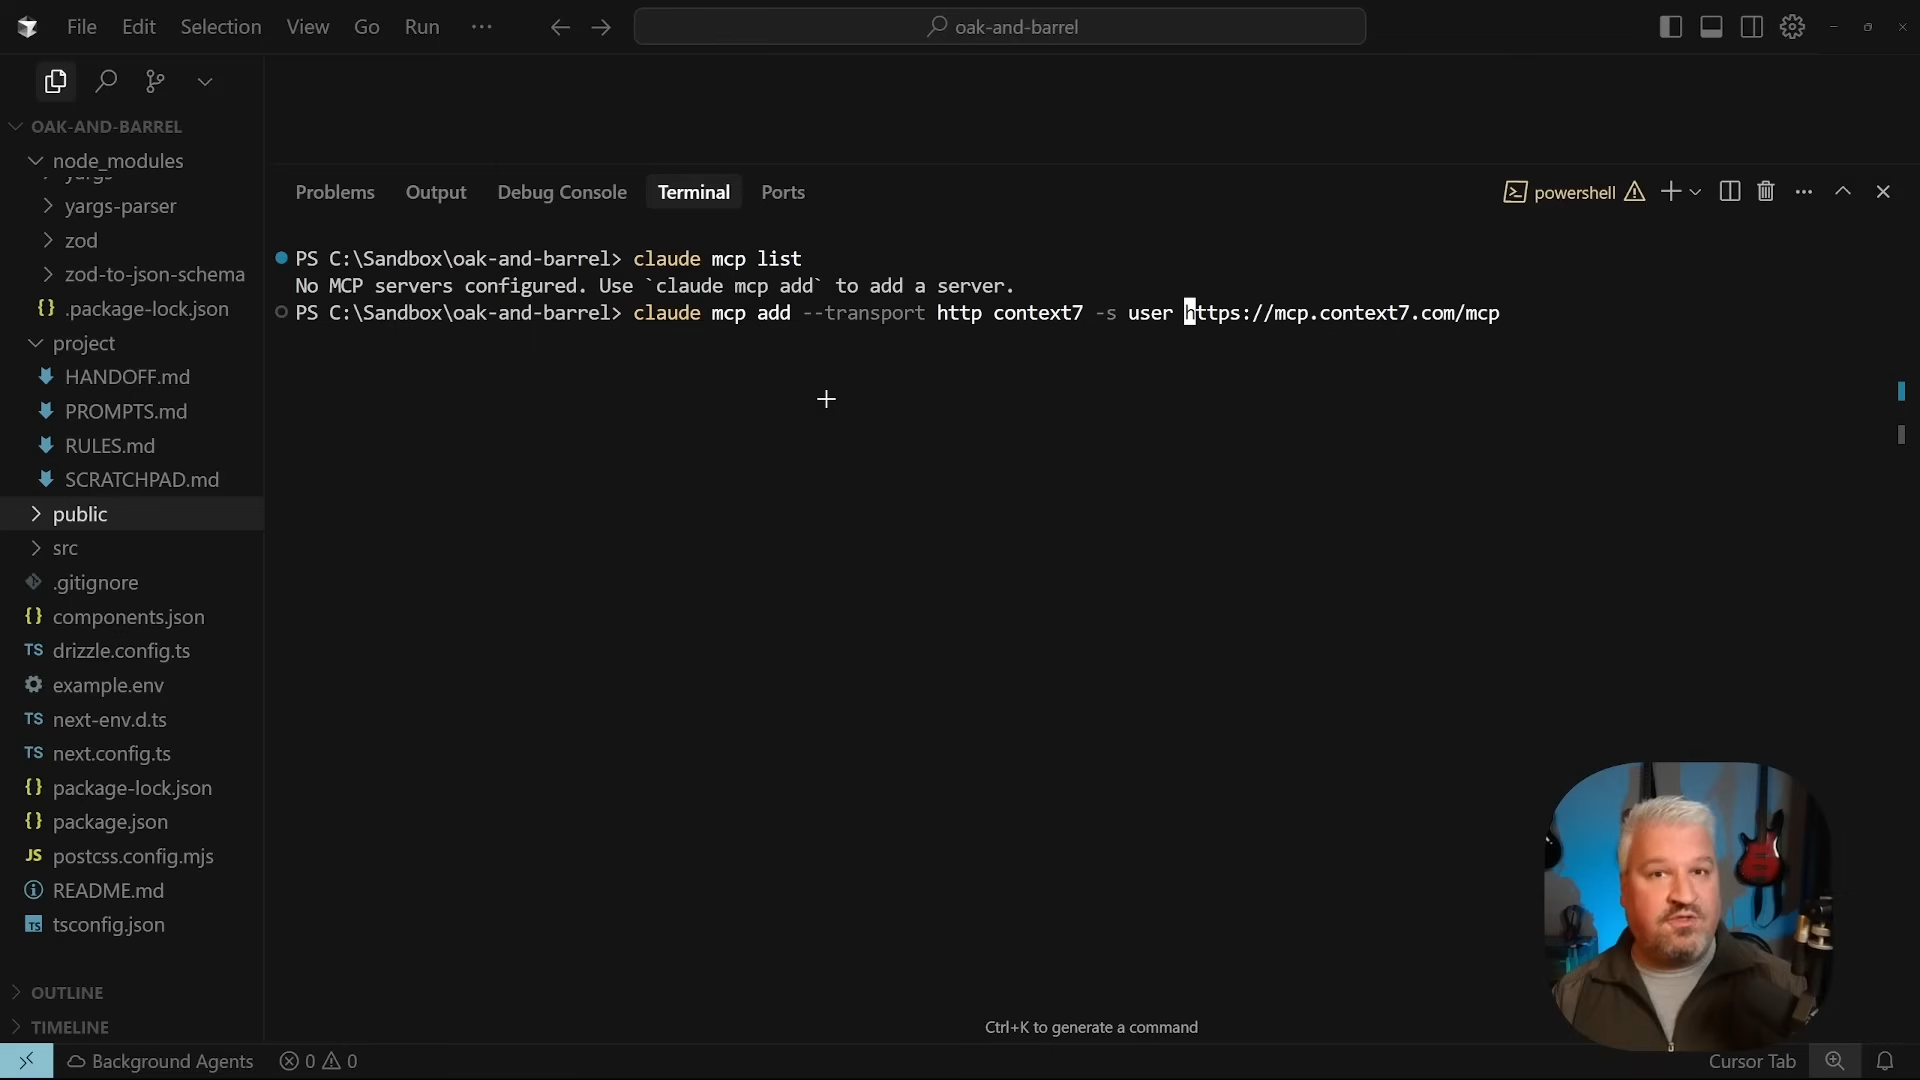 File Edit Selection View Go Run ...
oak-and-barrel
OAK-AND-BARREL
node_modules
yargs
yargs-parser
zod
zod-to-json-schema
{} .package-lock.json
project
HANDOFF.md
PROMPTS.md
RULES.md
SCRATCHPAD.md
public
src
.gitignore
{} components.json
TS drizzle.config.ts
example.env
TS next-env.d.ts
TS next.config.ts
{} package-lock.json
{} package.json
JS postcss.config.mjs
README.md
TS tsconfig.json
OUTLINE
TIMELINE
Problems Output Debug Console Terminal Ports
powershell
PS C:\Sandbox\oak-and-barrel> claude mcp list
No MCP servers configured. Use `claude mcp add` to add a server.
PS C:\Sandbox\oak-and-barrel> claude mcp add --transport http context7 -s user https://mcp.context7.com/mcp
Ctrl+K to generate a command
Background Agents 0 0
Cursor Tab